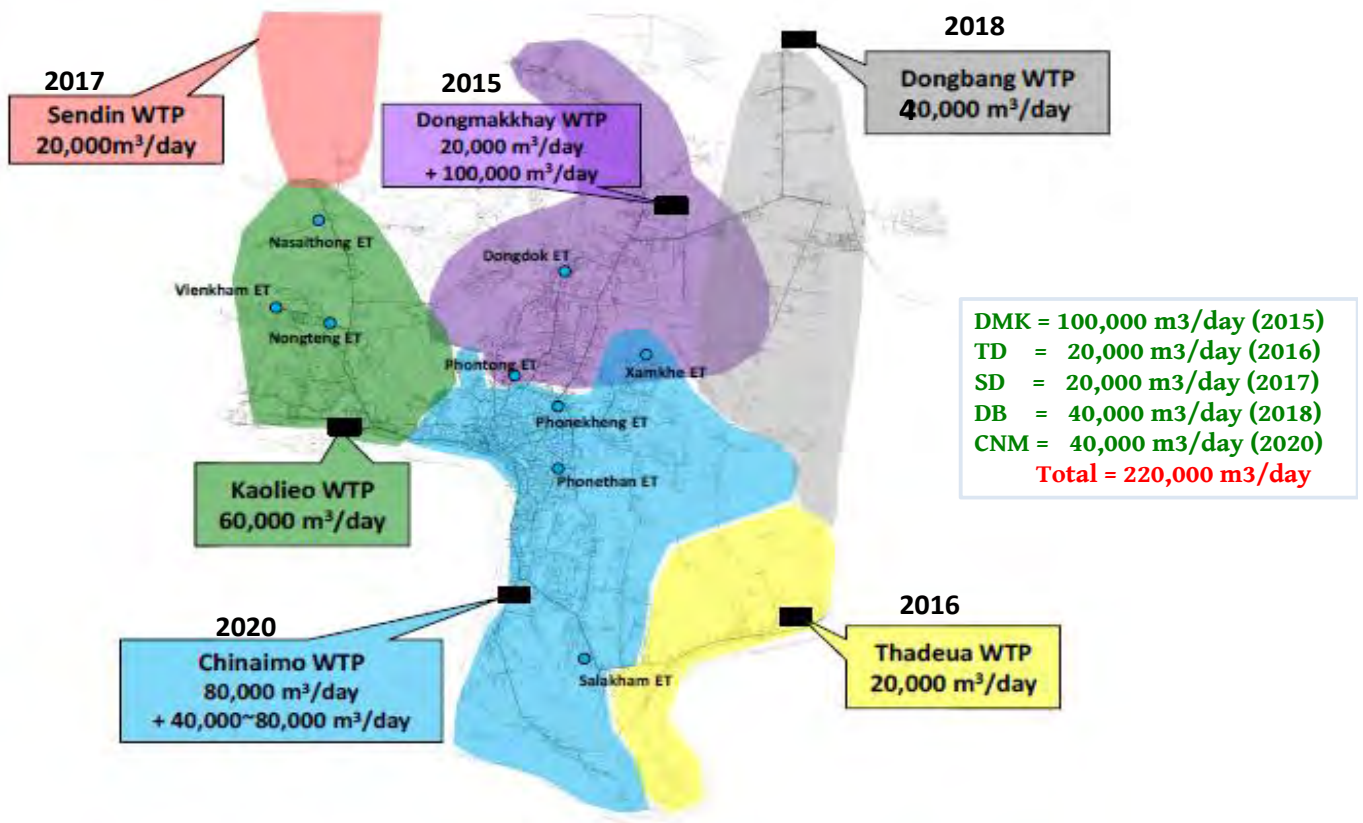 2018
Dongbang WTP
40,000 m³/day
2017
Sendin WTP
20,000m³/day
2015
Dongmakkhay WTP
20,000 m³/day
+ 100,000 m³/day
Nasaithong ET
Dongdok ET
Vienkham ET
Nongteng ET
Phontong ET
Xamkhe ET
Phonekheng ET
Phonethan ET
DMK = 100,000 m3/day (2015)
TD = 20,000 m3/day (2016)
SD = 20,000 m3/day (2017)
DB = 40,000 m3/day (2018)
CNM = 40,000 m3/day (2020)
Total = 220,000 m3/day
Kaolieo WTP
60,000 m³/day
2020
Chinaimo WTP
80,000 m³/day
+ 40,000~80,000 m³/day
Salakham ET
2016
Thadeua WTP
20,000 m³/day